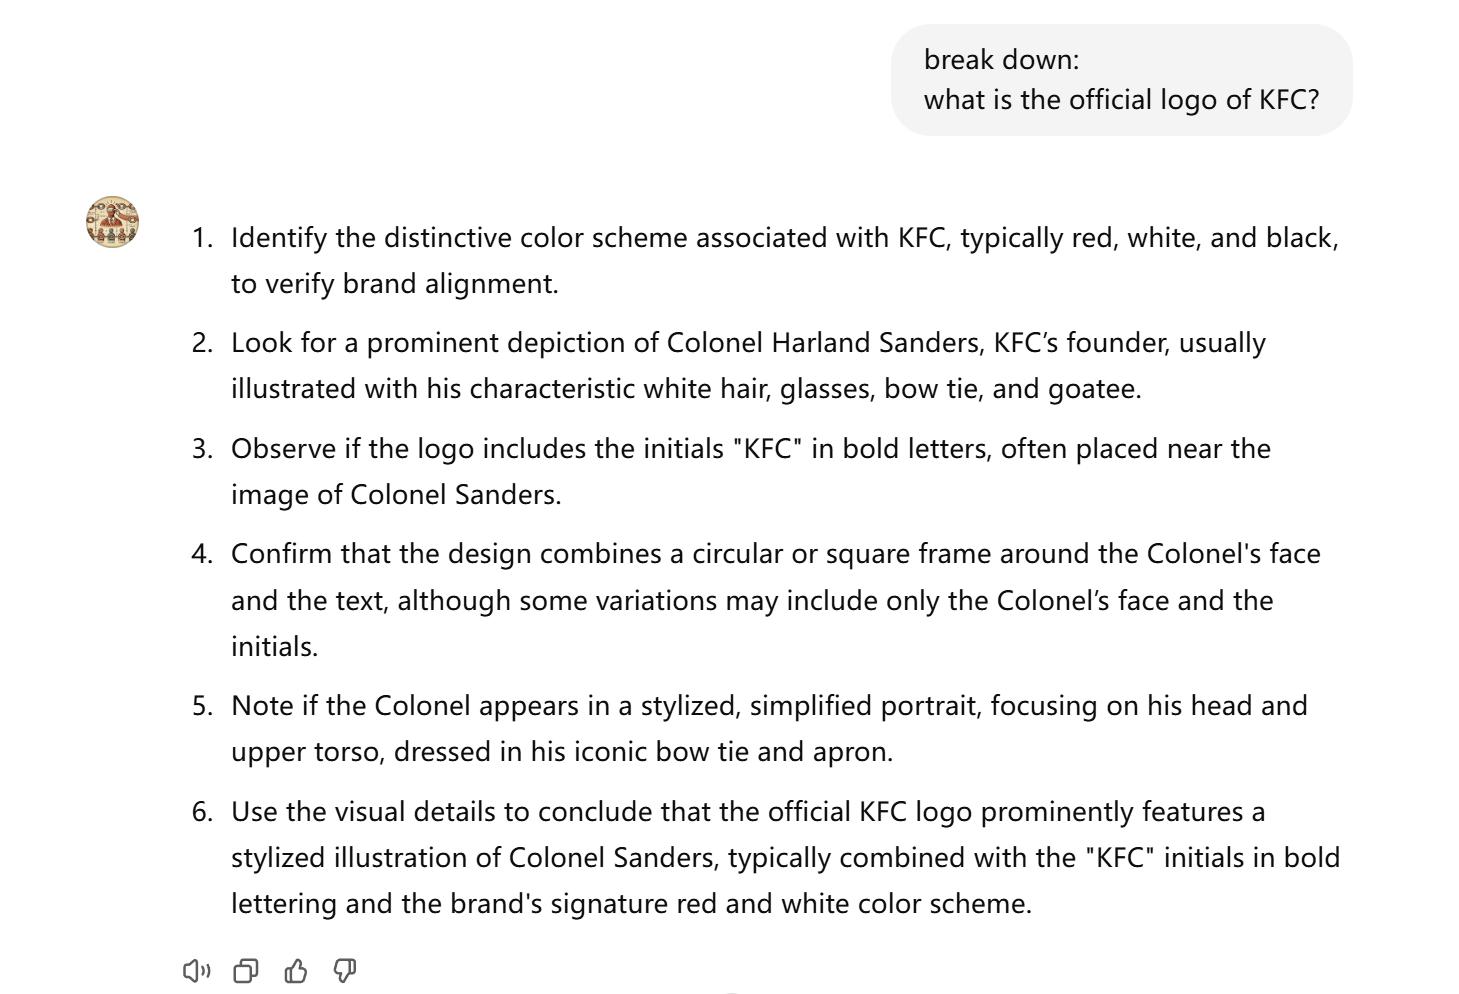 break down:
what is the official logo of KFC?
1. Identify the distinctive color scheme associated with KFC, typically red, white, and black,
to verify brand alignment.
2. Look for a prominent depiction of Colonel Harland Sanders, KFC’s founder, usually
illustrated with his characteristic white hair, glasses, bow tie, and goatee.
3. Observe if the logo includes the initials "KFC" in bold letters, often placed near the
image of Colonel Sanders.
4. Confirm that the design combines a circular or square frame around the Colonel's face
and the text, although some variations may include only the Colonel’s face and the
initials.
5. Note if the Colonel appears in a stylized, simplified portrait, focusing on his head and
upper torso, dressed in his iconic bow tie and apron.
6. Use the visual details to conclude that the official KFC logo prominently features a
stylized illustration of Colonel Sanders, typically combined with the "KFC" initials in bold
lettering and the brand's signature red and white color scheme.